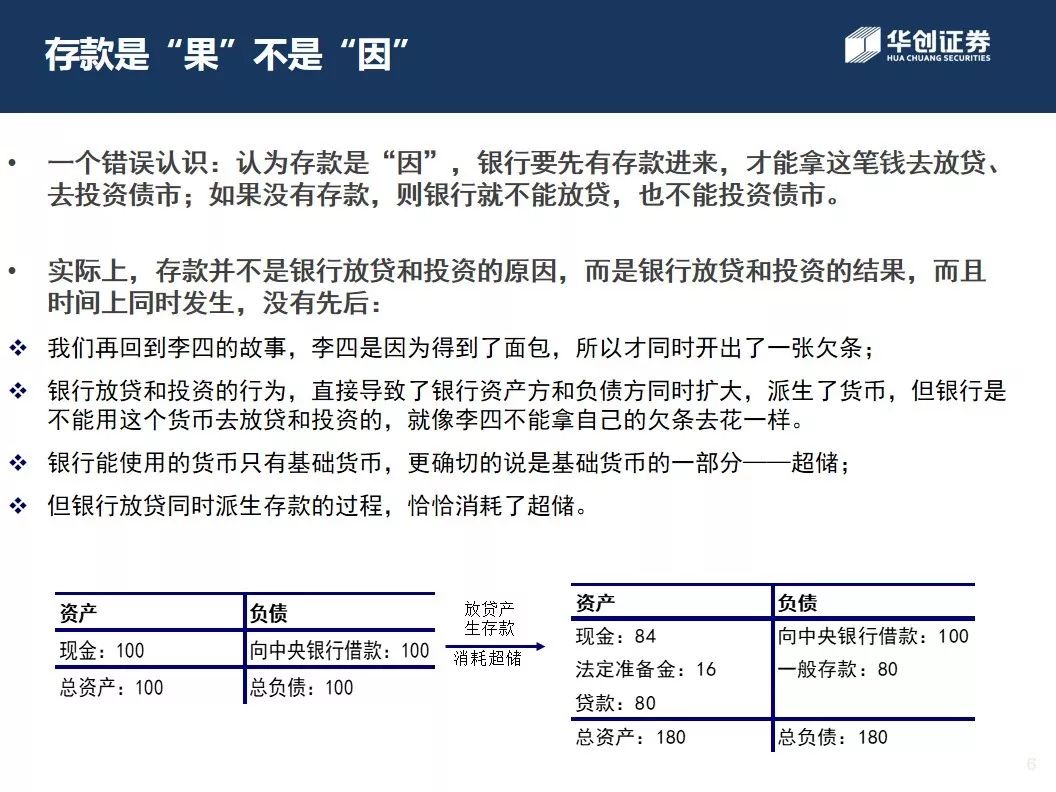 存款是“果”不是“因”
华创证券
HUA CHUANG SECURITIES
• 一个错误认识：认为存款是“因”，银行要先有存款进来，才能拿这笔钱去放贷、
去投资债市；如果没有存款，则银行就不能放贷，也不能投资债市。
• 实际上，存款并不是银行放贷和投资的原因，而是银行放贷和投资的结果，而且
时间上同时发生，没有先后：
❖ 我们再回到李四的故事，李四是因为得到了面包，所以才同时开出了一张欠条；
❖ 银行放贷和投资的行为，直接导致了银行资产方和负债方同时扩大，派生了货币，但银行是
不能用这个货币去放贷和投资的，就像李四不能拿自己的欠条去花一样。
❖ 银行能使用的货币只有基础货币，更确切的说是基础货币的一部分——超储；
❖ 但银行放贷同时派生存款的过程，恰恰消耗了超储。
资产 负债
现金：100 向中央银行借款：100
总资产：100 总负债：100
放贷产
生存款
消耗超储
资产 负债
现金：84 向中央银行借款：100
法定准备金：16 一般存款：80
贷款：80
总资产：180 总负债：180
6